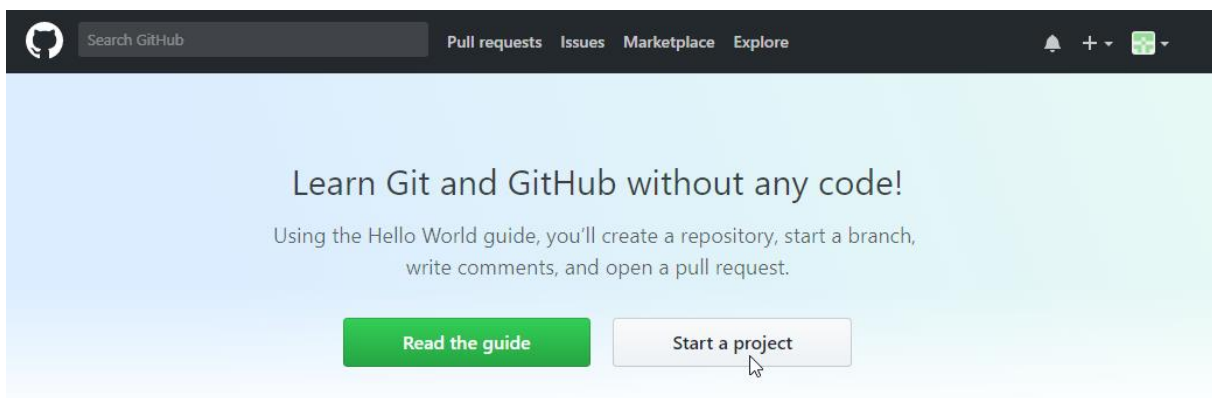 Search GitHub
Pull requests Issues Marketplace Explore
Learn Git and GitHub without any code!
Using the Hello World guide, you’ll create a repository, start a branch,
write comments, and open a pull request.
Read the guide
Start a project